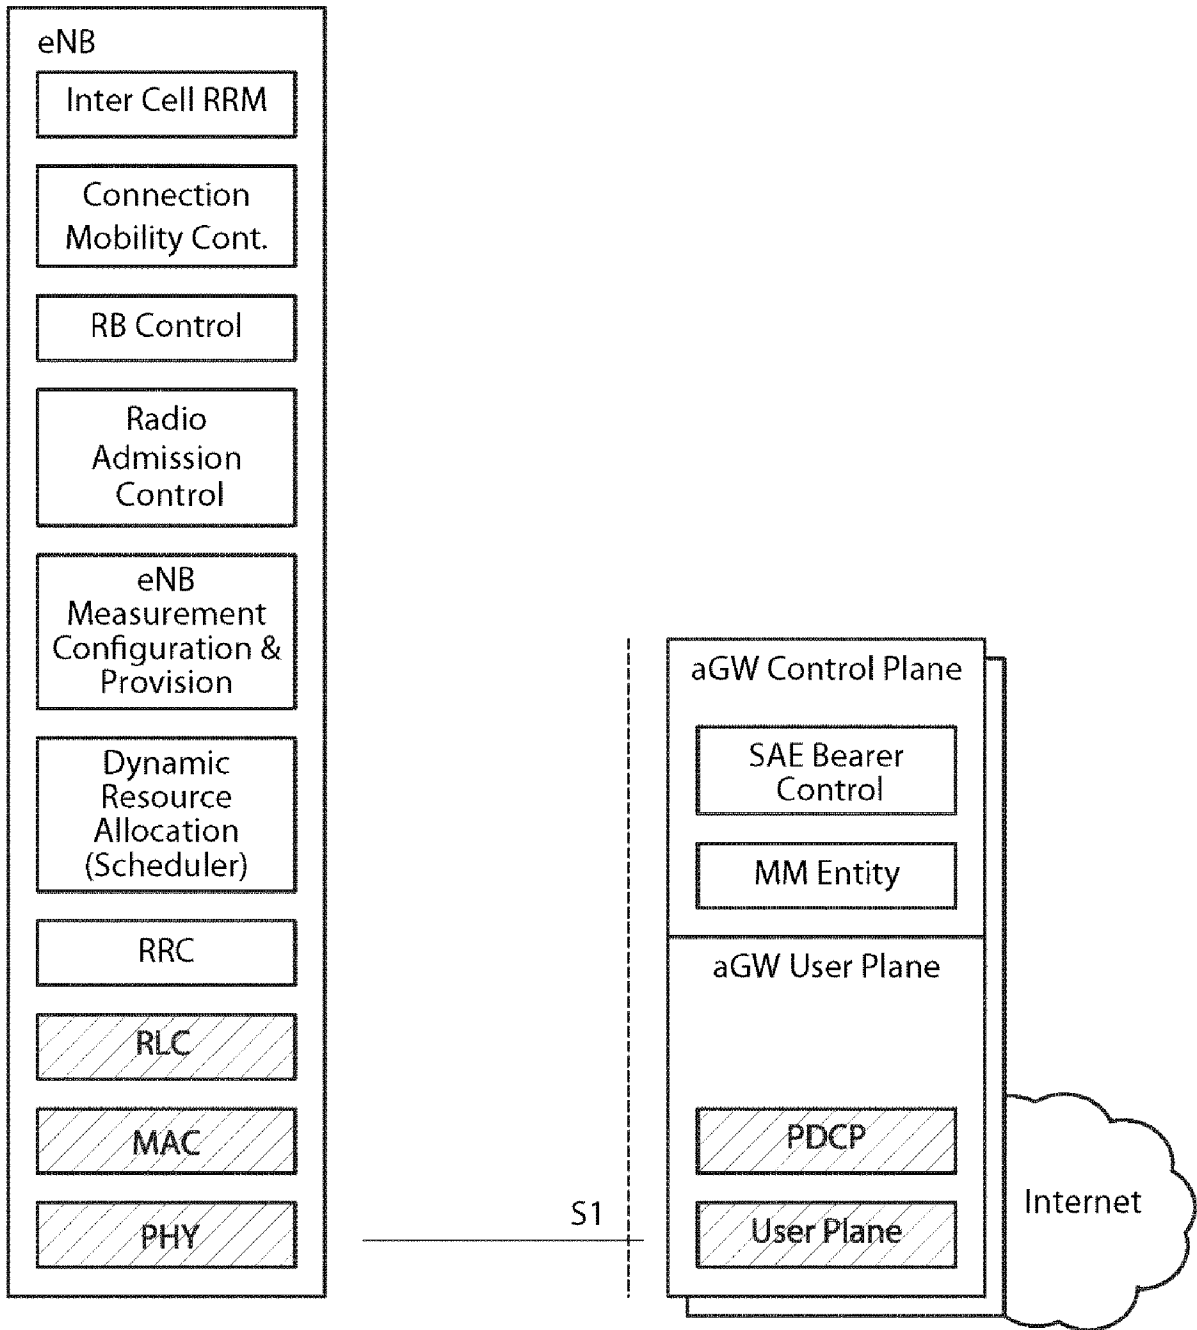 eNB
Inter Cell RRM
Connection
Mobility Cont.
RB Control
Radio
Admission
Control
eNB
Measurement
Configuration &
Provision
Dynamic
Resource
Allocation
(Scheduler)
RRC
RLC
MAC
PHY
S1
aGW Control Plane
SAE Bearer
Control
MM Entity
aGW User Plane
PDCP
User Plane
Internet